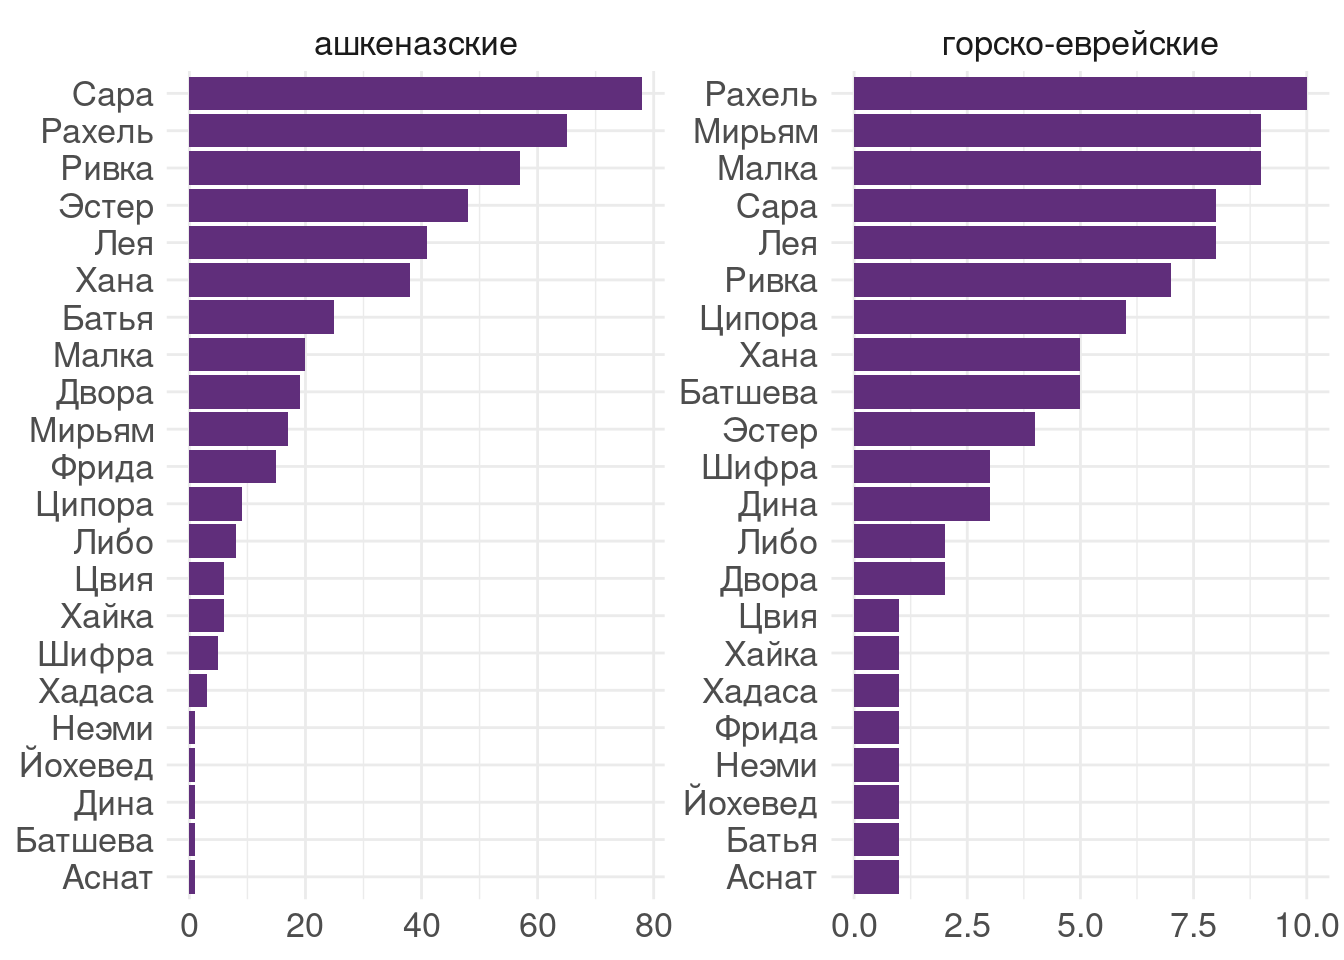 ашкеназские
Сара
Рахель
Ривка
Эстер
Лея
Хана
Батья
Малка
Двора
Мирьям
Фрида
Ципора
Либо
Цвия
Хайка
Шифра
Хадаса
Неэми
Йохевед
Дина
Батшева
Аснат
0 20 40 60 80
горско-еврейские
Рахель
Мирьям
Малка
Сара
Лея
Ривка
Ципора
Хана
Батшева
Эстер
Шифра
Дина
Либо
Двора
Цвия
Хайка
Хадаса
Фрида
Неэми
Йохевед
Батья
Аснат
0.0 2.5 5.0 7.5 10.0